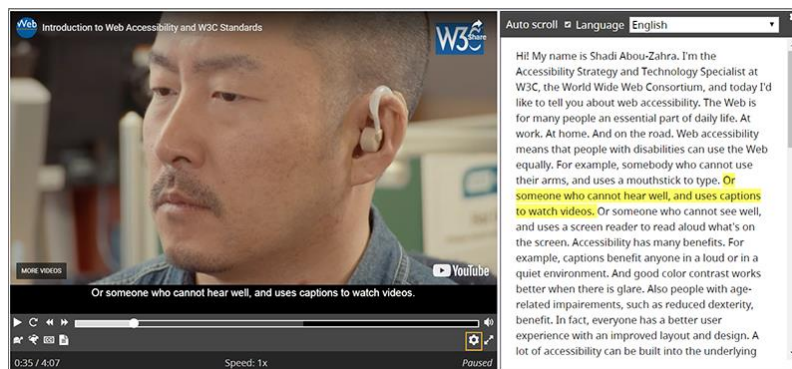 Web
Introduction to Web Accessibility and W3C Standards
W3C
Share
MORE VIDEOS
YouTube
Or someone who cannot hear well, and uses captions to watch videos.
0:35 / 4:07
Speed: 1x
Paused
Auto scroll
Language
English
Hi! My name is Shadi Abou-Zahra. I'm the
Accessibility Strategy and Technology Specialist at
W3C, the World Wide Web Consortium, and today I'd
like to tell you about web accessibility. The Web is
for many people an essential part of daily life. At
work. At home. And on the road. Web accessibility
means that people with disabilities can use the Web
equally. For example, somebody who cannot use
their arms, and uses a mouthstick to type. Or
someone who cannot hear well, and uses captions
to watch videos. Or someone who cannot see well,
and uses a screen reader to read aloud what's on
the screen. Accessibility has many benefits. For
example, captions benefit anyone in a loud or in a
quiet environment. And good color contrast works
better when there is glare. Also people with age-
related impairements, such as reduced dexterity,
benefit. In fact, everyone has a better user
experience with an improved layout and design. A
lot of accessibility can be built into the underlying